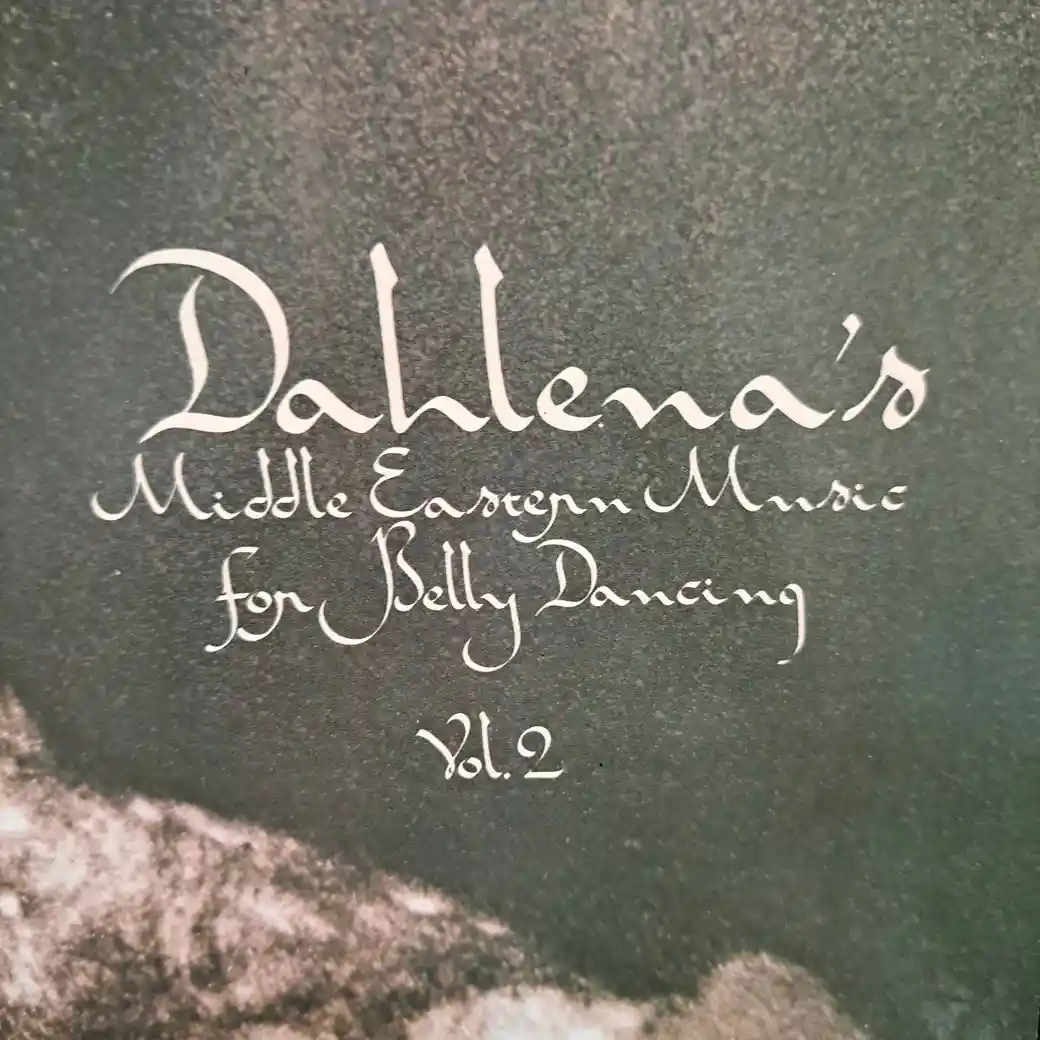 Dahlena's
Middle Eastern Music
for Belly Dancing
Vol. 2